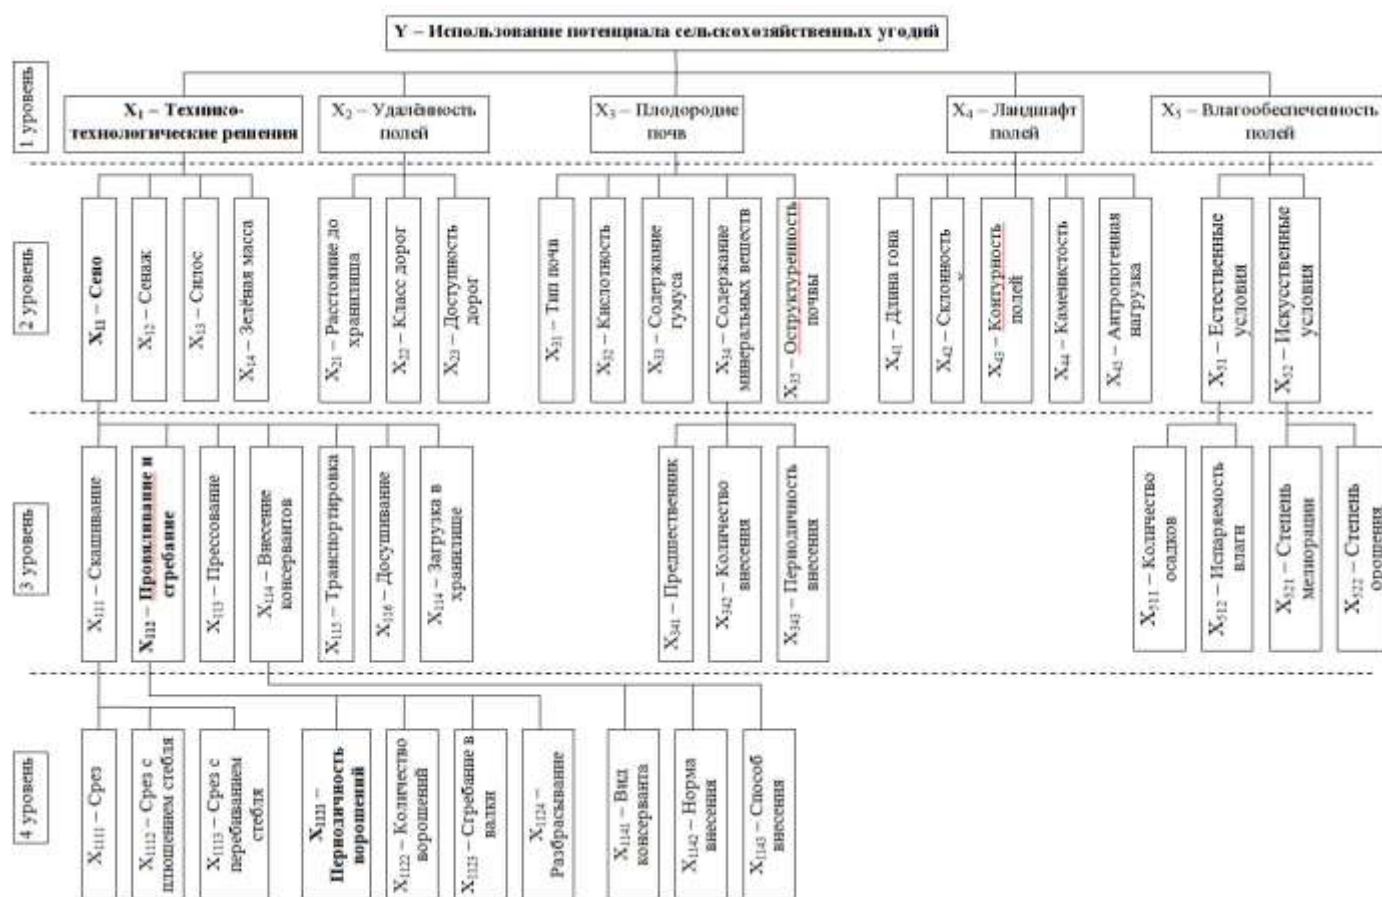 Y – Использование потенциала сельскохозяйственных угодий
1 уровень
X₁ – Технико-
технологические решения
X₂ – Удалённость
полей
X₃ – Плодородие
почв
X₄ – Ландшафт
полей
X₅ – Влагообеспеченность
полей
2 уровень
X₁₁ – Сено
X₁₂ – Сенаж
X₁₃ – Силос
X₁₄ – Зелёная масса
X₂₁ – Расстояние до
хранилища
X₂₂ – Класс дорог
X₂₃ – Доступность
дорог
X₃₁ – Тип почв
X₃₂ – Кислотность
X₃₃ – Содержание
гумуса
X₃₄ – Содержание
минеральных веществ
X₃₅ – Оструктуренность
почвы
X₄₁ – Длина гона
X₄₂ – Склонность
X₄₃ – Контурность
полей
X₄₄ – Каменистость
X₄₅ – Антропогенная
нагрузка
X₅₁ – Естественные
условия
X₅₂ – Искусственные
условия
3 уровень
X₁₁₁ – Скашивание
X₁₁₂ – Провяливание и
сгребание
X₁₁₃ – Прессование
X₁₁₄ – Внесение
консервантов
X₁₁₅ – Транспортировка
X₁₁₆ – Досушивание
X₁₁₄ – Загрузка в
хранилище
X₃₄₁ – Предшественник
X₃₄₂ – Количество
внесения
X₃₄₃ – Периодичность
внесения
X₅₁₁ – Количество
осадков
X₅₁₂ – Испаряемость
влаги
X₅₂₁ – Степень
мелиорации
X₅₂₂ – Степень
орошения
4 уровень
X₁₁₁₁ – Срез
X₁₁₁₂ – Срез с
плющением стебля
X₁₁₁₃ – Срез с
перебиванием
стебля
X₁₁₂₁ –
Периодичность
ворошений
X₁₁₂₂ – Количество
ворошений
X₁₁₂₃ – Сгребание в
валки
X₁₁₂₄ –
Разбрасывание
X₁₁₄₁ – Вид
консерванта
X₁₁₄₂ – Норма
внесения
X₁₁₄₃ – Способ
внесения